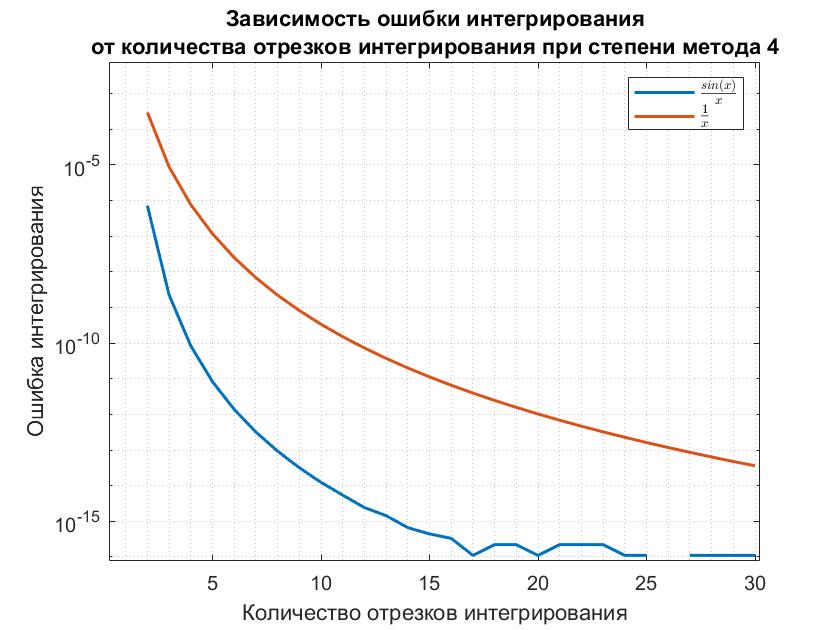 Зависимость ошибки интегрирования
от количества отрезков интегрирования при степени метода 4
sin(x)
x
1
x
10-5
10-10
10-15
Ошибка интегрирования
5 10 15 20 25 30
Количество отрезков интегрирования